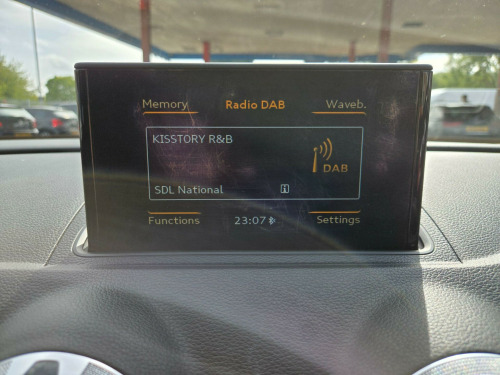 Memory Radio DAB Waveb.
KISSTORY R&B
DAB
SDL National i
Functions 23:07 Settings